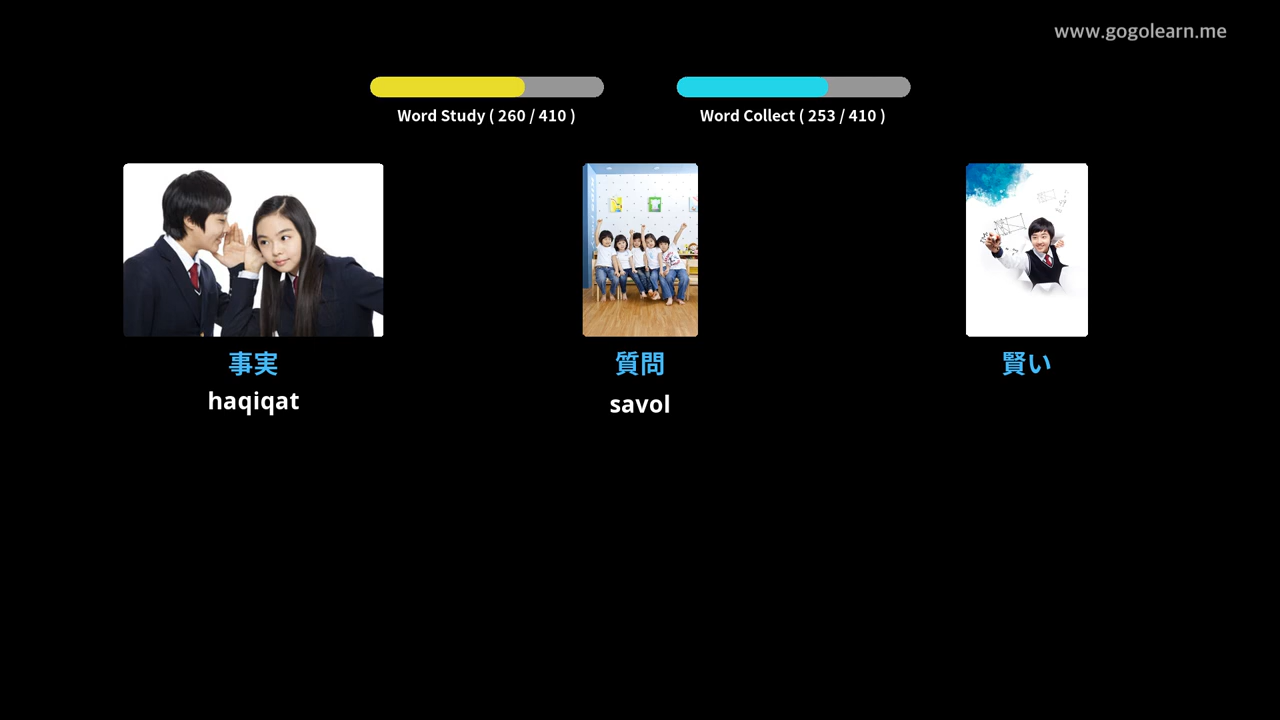 www.gogolearn.me
Word Study ( 260 / 410 )
Word Collect ( 253 / 410 )
事実
質問
賢い
haqiqat
savol